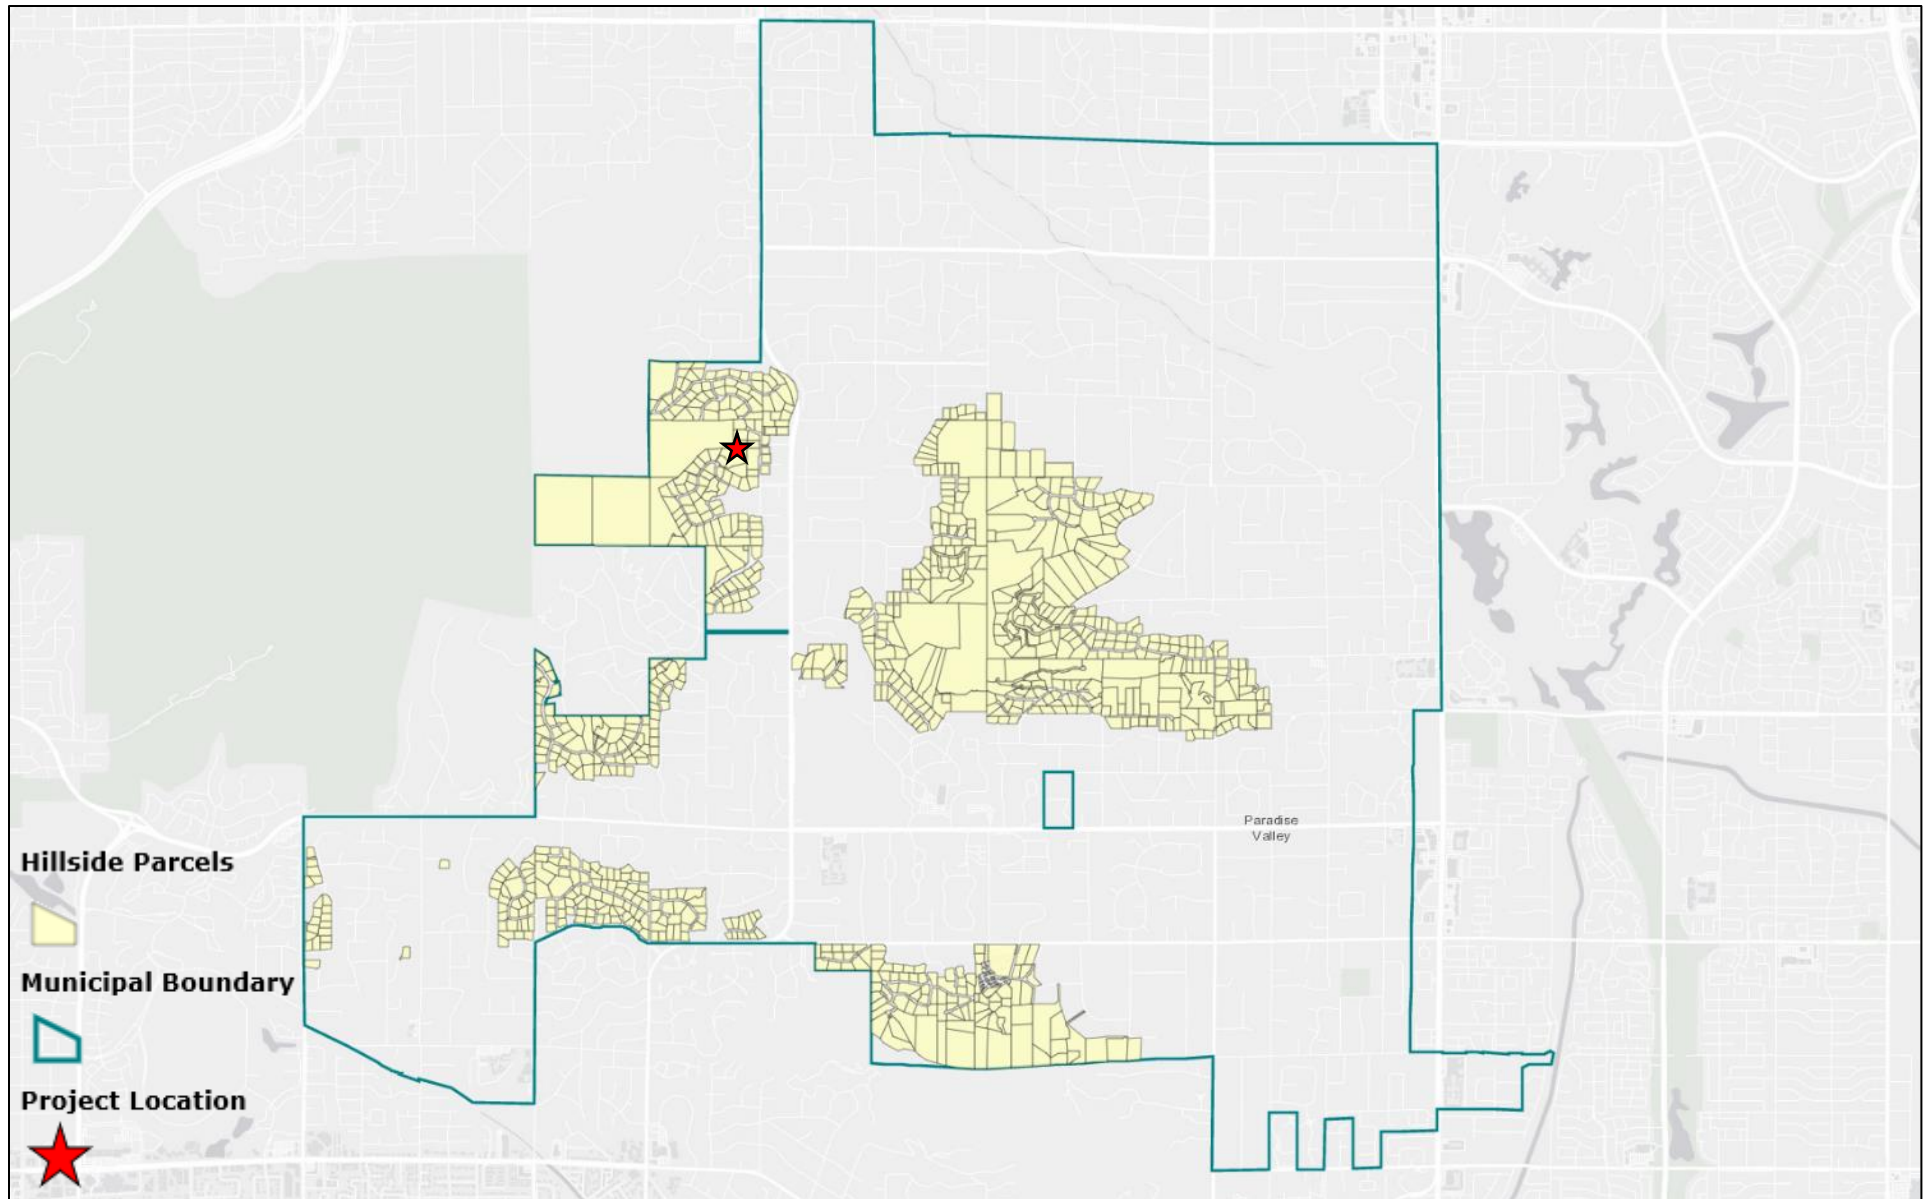 Paradise
Valley
Hillside Parcels
Municipal Boundary
Project Location